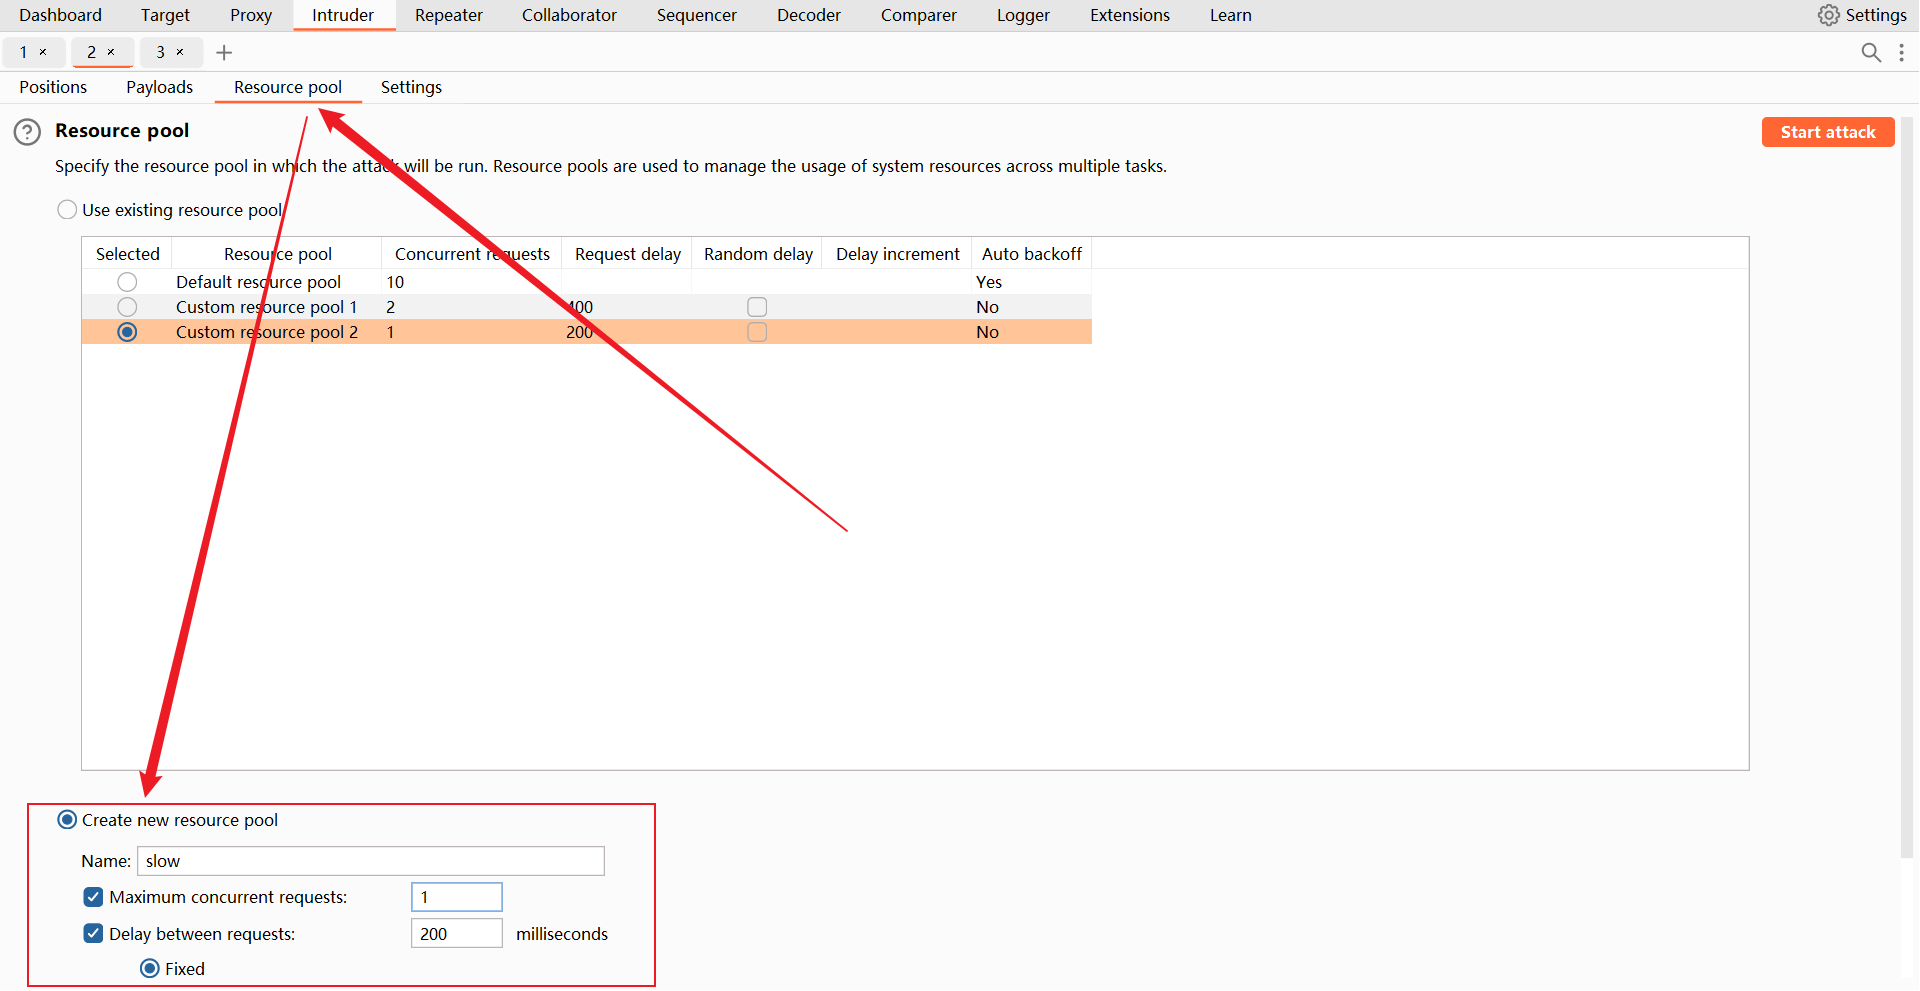 Dashboard Target Proxy Intruder Repeater Collaborator Sequencer Decoder Comparer Logger Extensions Learn Settings
1 × 2 × 3 × +
Positions Payloads Resource pool Settings
? Resource pool Start attack
Specify the resource pool in which the attack will be run. Resource pools are used to manage the usage of system resources across multiple tasks.
Use existing resource pool
Selected Resource pool Concurrent requests Request delay Random delay Delay increment Auto backoff
Default resource pool 10 Yes
Custom resource pool 1 2 400 No
Custom resource pool 2 1 200 No
Create new resource pool
Name: slow
Maximum concurrent requests: 1
Delay between requests: 200 milliseconds
Fixed